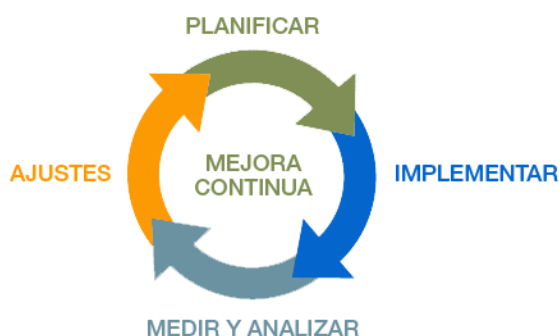 PLANIFICAR
AJUSTES
MEJORA
CONTINUA
IMPLEMENTAR
MEDIR Y ANALIZAR